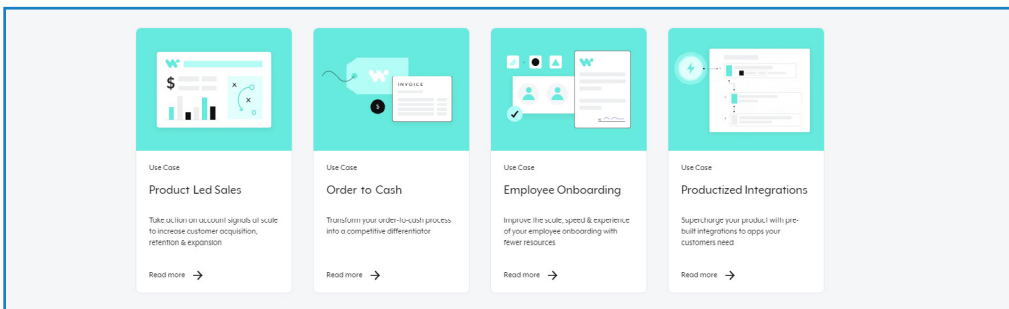 $
x
x
INVOICE
$
Use Case
Product Led Sales
Take action on account signals at scale
to increase customer acquisition,
retention & expansion
Read more
Use Case
Order to Cash
Transform your order-to-cash process
into a competitive differentiator
Read more
Use Case
Employee Onboarding
Improve the scale, speed & experience
of your employee onboarding with
fewer resources
Read more
Use Case
Productized Integrations
Supercharge your product with pre-
built integrations to apps your
customers need
Read more